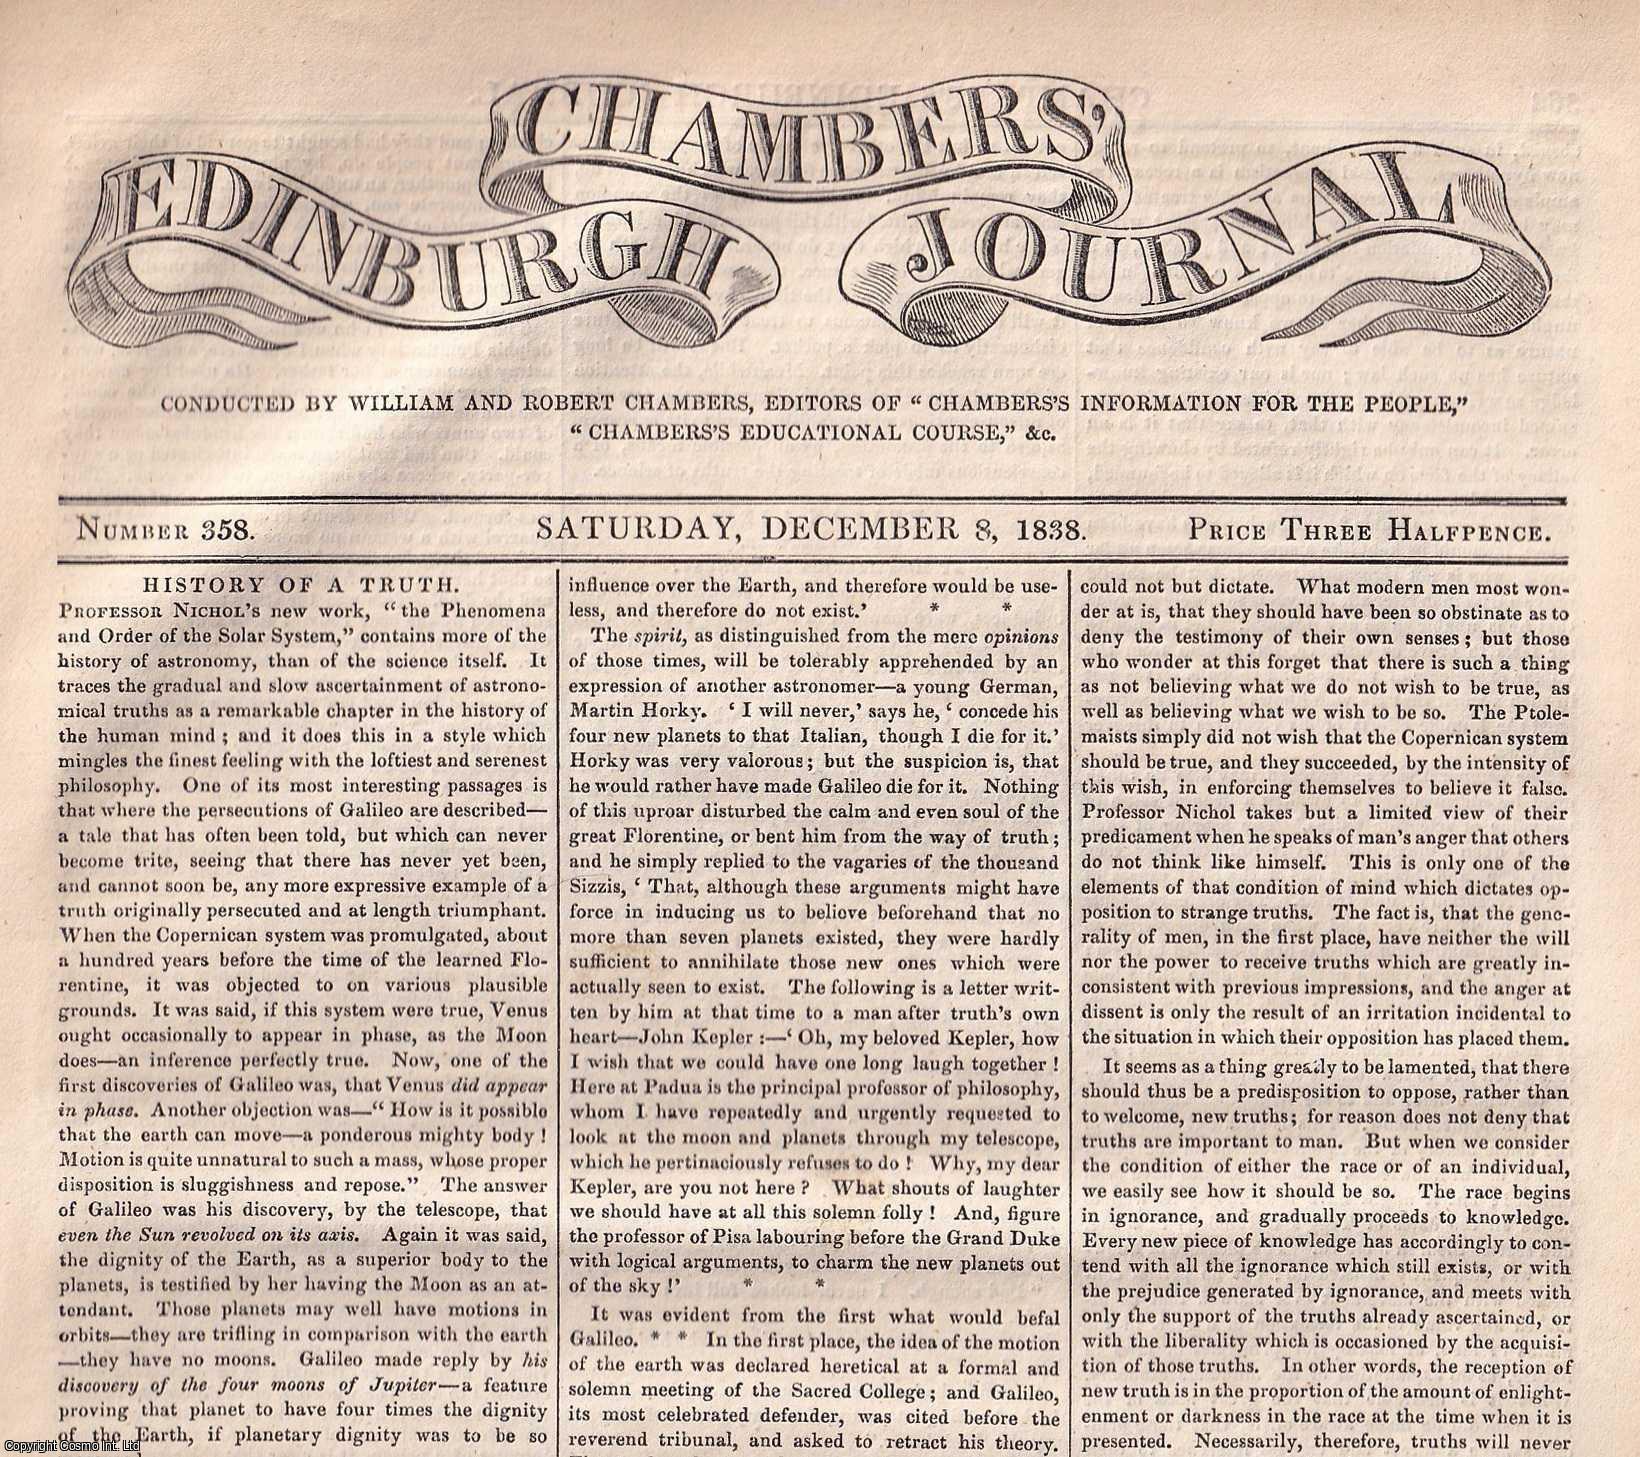 CHAMBERS'
EDINBURGH JOURNAL
CONDUCTED BY WILLIAM AND ROBERT CHAMBERS, EDITORS OF “ CHAMBERS'S INFORMATION FOR THE PEOPLE,”
“ CHAMBERS'S EDUCATIONAL COURSE,” &c.
NUMBER 358. SATURDAY, DECEMBER 8, 1838. PRICE THREE HALFPENCE.
HISTORY OF A TRUTH.
PROFESSOR NICHOL'S new work, “the Phenomena
and Order of the Solar System,” contains more of the
history of astronomy, than of the science itself. It
traces the gradual and slow ascertainment of astrono-
mical truths as a remarkable chapter in the history of
the human mind ; and it does this in a style which
mingles the finest feeling with the loftiest and serenest
philosophy. One of its most interesting passages is
that where the persecutions of Galileo are described—
a tale that has often been told, but which can never
become trite, seeing that there has never yet been,
and cannot soon be, any more expressive example of a
truth originally persecuted and at length triumphant.
When the Copernican system was promulgated, about
a hundred years before the time of the learned Flo-
rentine, it was objected to on various plausible
grounds. It was said, if this system were true, Venus
ought occasionally to appear in phase, as the Moon
does—an inference perfectly true. Now, one of the
first discoveries of Galileo was, that Venus did appear
in phase. Another objection was—“ How is it possible
that the earth can move—a ponderous mighty body !
Motion is quite unnatural to such a mass, whose proper
disposition is sluggishness and repose.” The answer
of Galileo was his discovery, by the telescope, that
even the Sun revolved on its axis. Again it was said,
the dignity of the Earth, as a superior body to the
planets, is testified by her having the Moon as an at-
tendant. Those planets may well have motions in
orbits—they are trifling in comparison with the earth
—they have no moons. Galileo made reply by his
discovery of the four moons of Jupiter—a feature
proving that planet to have four times the dignity
of the Earth, if planetary dignity was to be so
influence over the Earth, and therefore would be use-
less, and therefore do not exist.' * *
The spirit, as distinguished from the mere opinions
of those times, will be tolerably apprehended by an
expression of another astronomer—a young German,
Martin Horky. ‘ I will never,’ says he, ‘ concede his
four new planets to that Italian, though I die for it.’
Horky was very valorous ; but the suspicion is, that
he would rather have made Galileo die for it. Nothing
of this uproar disturbed the calm and even soul of the
great Florentine, or bent him from the way of truth ;
and he simply replied to the vagaries of the thousand
Sizzis, ‘ That, although these arguments might have
force in inducing us to believe beforehand that no
more than seven planets existed, they were hardly
sufficient to annihilate those new ones which were
actually seen to exist. The following is a letter writ-
ten by him at that time to a man after truth's own
heart—John Kepler :—‘ Oh, my beloved Kepler, how
I wish that we could have one long laugh together !
Here at Padua is the principal professor of philosophy,
whom I have repeatedly and urgently requested to
look at the moon and planets through my telescope,
which he pertinaciously refuses to do ! Why, my dear
Kepler, are you not here ? What shouts of laughter
we should have at all this solemn folly ! And, figure
the professor of Pisa labouring before the Grand Duke
with logical arguments, to charm the new planets out
of the sky !’ * *
It was evident from the first what would befal
Galileo. * * In the first place, the idea of the motion
of the earth was declared heretical at a formal and
solemn meeting of the Sacred College ; and Galileo,
its most celebrated defender, was cited before the
reverend tribunal, and asked to retract his theory.
could not but dictate. What modern men most won-
der at is, that they should have been so obstinate as to
deny the testimony of their own senses ; but those
who wonder at this forget that there is such a thing
as not believing what we do not wish to be true, as
well as believing what we wish to be so. The Ptole-
maists simply did not wish that the Copernican system
should be true, and they succeeded, by the intensity of
this wish, in enforcing themselves to believe it false.
Professor Nichol takes but a limited view of their
predicament when he speaks of man's anger that others
do not think like himself. This is only one of the
elements of that condition of mind which dictates op-
position to strange truths. The fact is, that the gene-
rality of men, in the first place, have neither the will
nor the power to receive truths which are greatly in-
consistent with previous impressions, and the anger at
dissent is only the result of an irritation incidental to
the situation in which their opposition has placed them.
It seems as a thing greatly to be lamented, that there
should thus be a predisposition to oppose, rather than
to welcome, new truths ; for reason does not deny that
truths are important to man. But when we consider
the condition of either the race or of an individual,
we easily see how it should be so. The race begins
in ignorance, and gradually proceeds to knowledge.
Every new piece of knowledge has accordingly to con-
tend with all the ignorance which still exists, or with
the prejudice generated by ignorance, and meets with
only the support of the truths already ascertained, or
with the liberality which is occasioned by the acquisi-
tion of those truths. In other words, the reception of
new truth is in the proportion of the amount of enlight-
enment or darkness in the race at the time when it is
presented. Necessarily, therefore, truths will never
Copyright Cosmo Int. Ltd